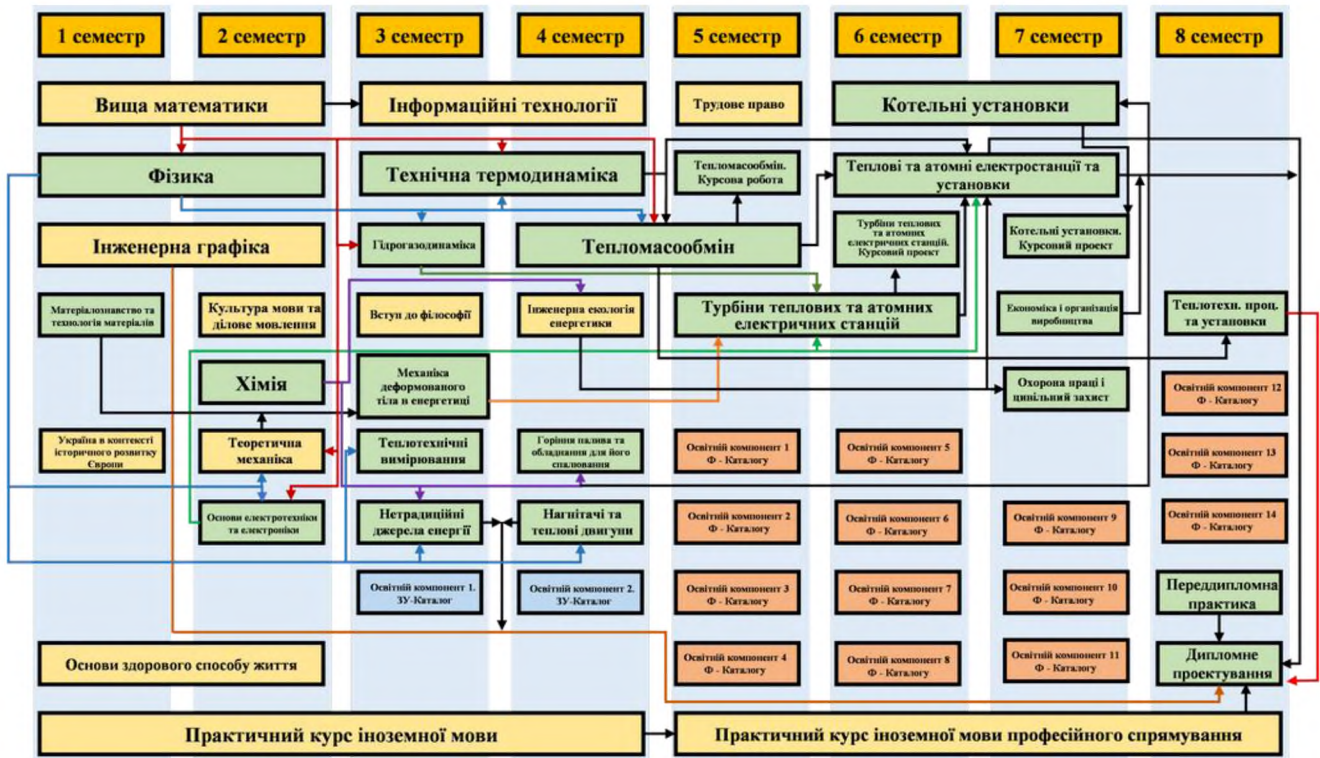 1 семестр
2 семестр
3 семестр
4 семестр
5 семестр
6 семестр
7 семестр
8 семестр
Вища математики
Інформаційні технології
Трудове право
Котельні установки
Фізика
Технічна термодинаміка
Тепломасообмін.
Курсова робота
Теплові та атомні електростанції та
установки
Інженерна графіка
Гідрогазодинаміка
Тепломасообмін
Турбіни теплових
та атомних
електричних станцій.
Курсовий проєкт
Котельні установки.
Курсовий проект
Матеріалознавство та
технологія матеріалів
Культура мови та
ділове мовлення
Вступ до філософії
Інженерна екологія
енергетики
Турбіни теплових та атомних
електричних станцій
Економіка і організація
виробництва
Теплотехн. проц.
та установки
Хімія
Механіка
деформованого
тіла в енергетиці
Охорона праці і
цивільний захист
Освітній компонент 12
Ф - Каталогу
Україна в контексті
історичного розвитку
Європи
Теоретична
механіка
Теплотехнічні
вимірювання
Горіння палива та
обладнання для його
спалювання
Освітній компонент 1
Ф - Каталогу
Освітній компонент 5
Ф - Каталогу
Освітній компонент 13
Ф - Каталогу
Основи електротехніки
та електроніки
Нетрадиційні
джерела енергії
Нагнітачі та
теплові двигуни
Освітній компонент 2
Ф - Каталогу
Освітній компонент 6
Ф - Каталогу
Освітній компонент 9
Ф - Каталогу
Освітній компонент 14
Ф - Каталогу
Освітній компонент 1.
ЗУ-Каталог
Освітній компонент 2.
ЗУ-Каталог
Освітній компонент 3
Ф - Каталогу
Освітній компонент 7
Ф - Каталогу
Освітній компонент 10
Ф - Каталогу
Переддипломна
практика
Основи здорового способу життя
Освітній компонент 4
Ф - Каталогу
Освітній компонент 8
Ф - Каталогу
Освітній компонент 11
Ф - Каталогу
Дипломне
проектування
Практичний курс іноземної мови
Практичний курс іноземної мови професійного спрямування